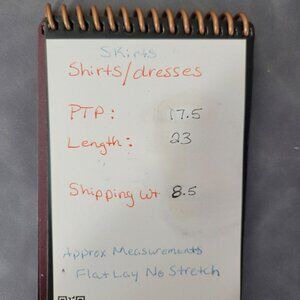 Skirts
Shirts/dresses
PTP: 17.5
Length: 23
Shipping wt 8.5
Approx Measurements
Flat Lay No Stretch